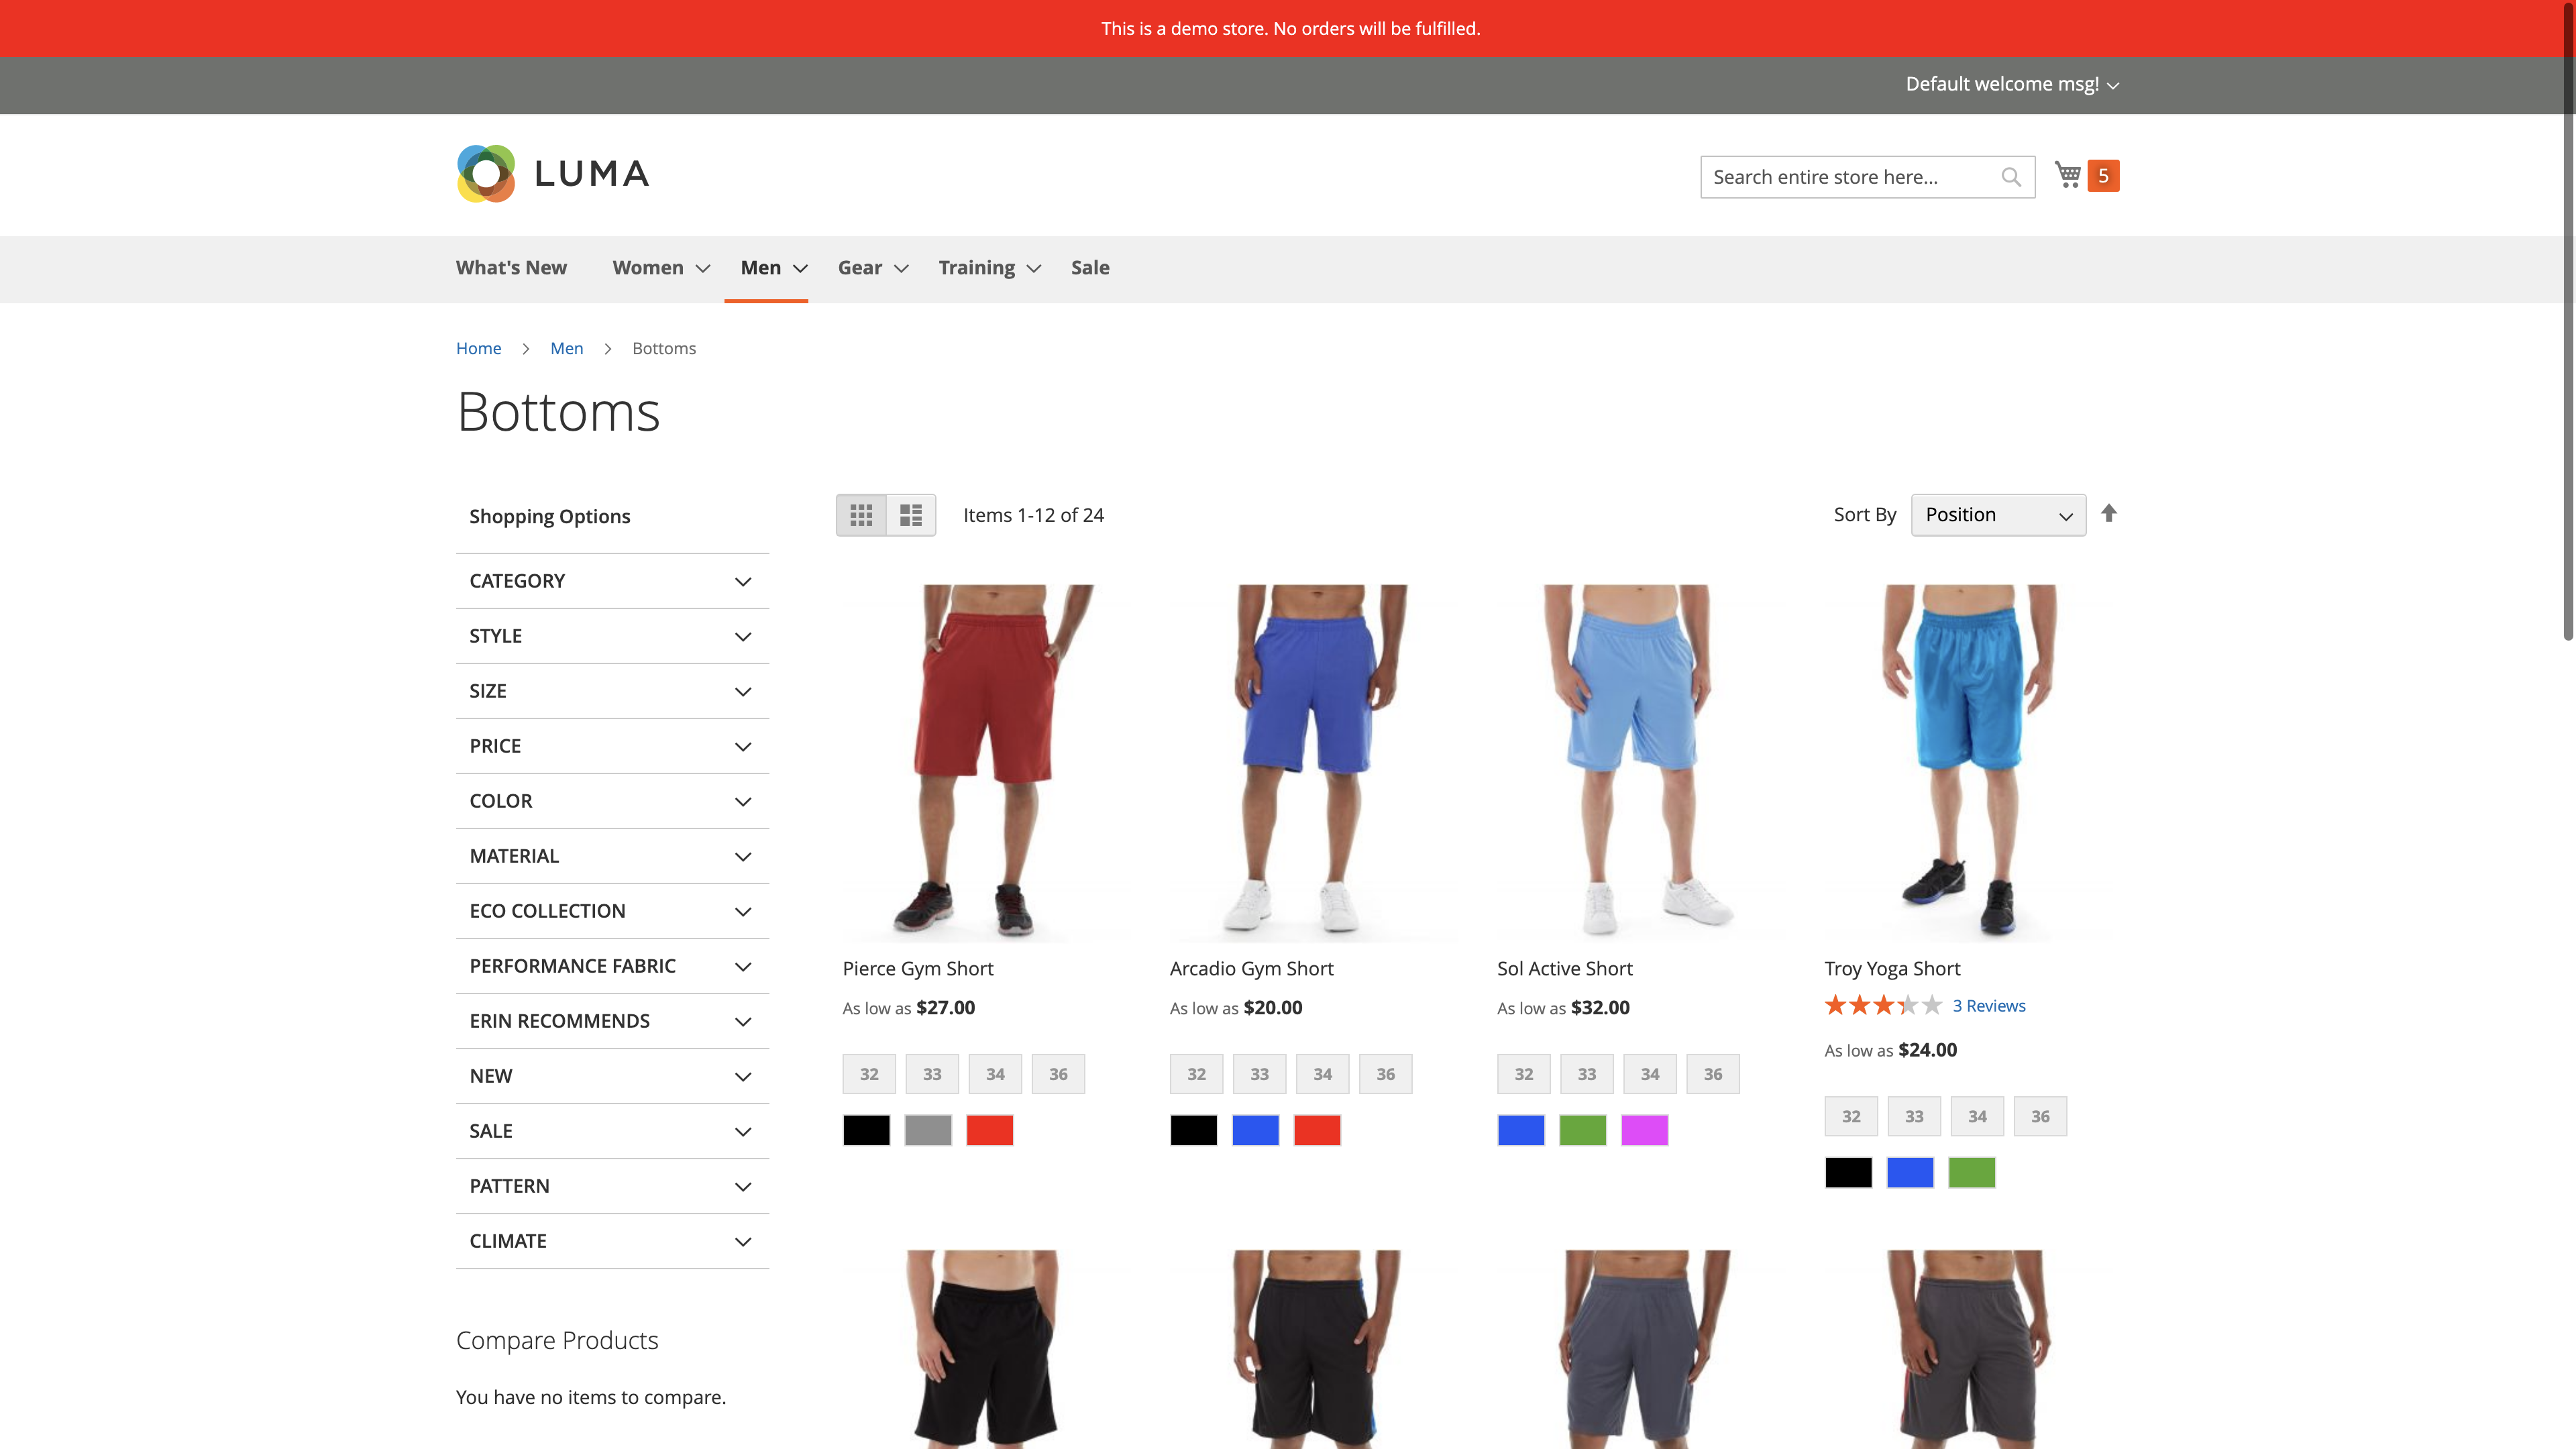 This is a demo store. No orders will be fulfilled.
Default welcome msg!
LUMA
Search entire store here...
5
What's New Women Men Gear Training Sale
Home > Men > Bottoms
Bottoms
Shopping Options
Items 1-12 of 24
Sort By Position
CATEGORY
STYLE
SIZE
PRICE
COLOR
MATERIAL
ECO COLLECTION
PERFORMANCE FABRIC
ERIN RECOMMENDS
NEW
SALE
PATTERN
CLIMATE
Compare Products
You have no items to compare.
Pierce Gym Short
As low as $27.00
32 33 34 36
Arcadio Gym Short
As low as $20.00
32 33 34 36
Sol Active Short
As low as $32.00
32 33 34 36
Troy Yoga Short
3 Reviews
As low as $24.00
32 33 34 36